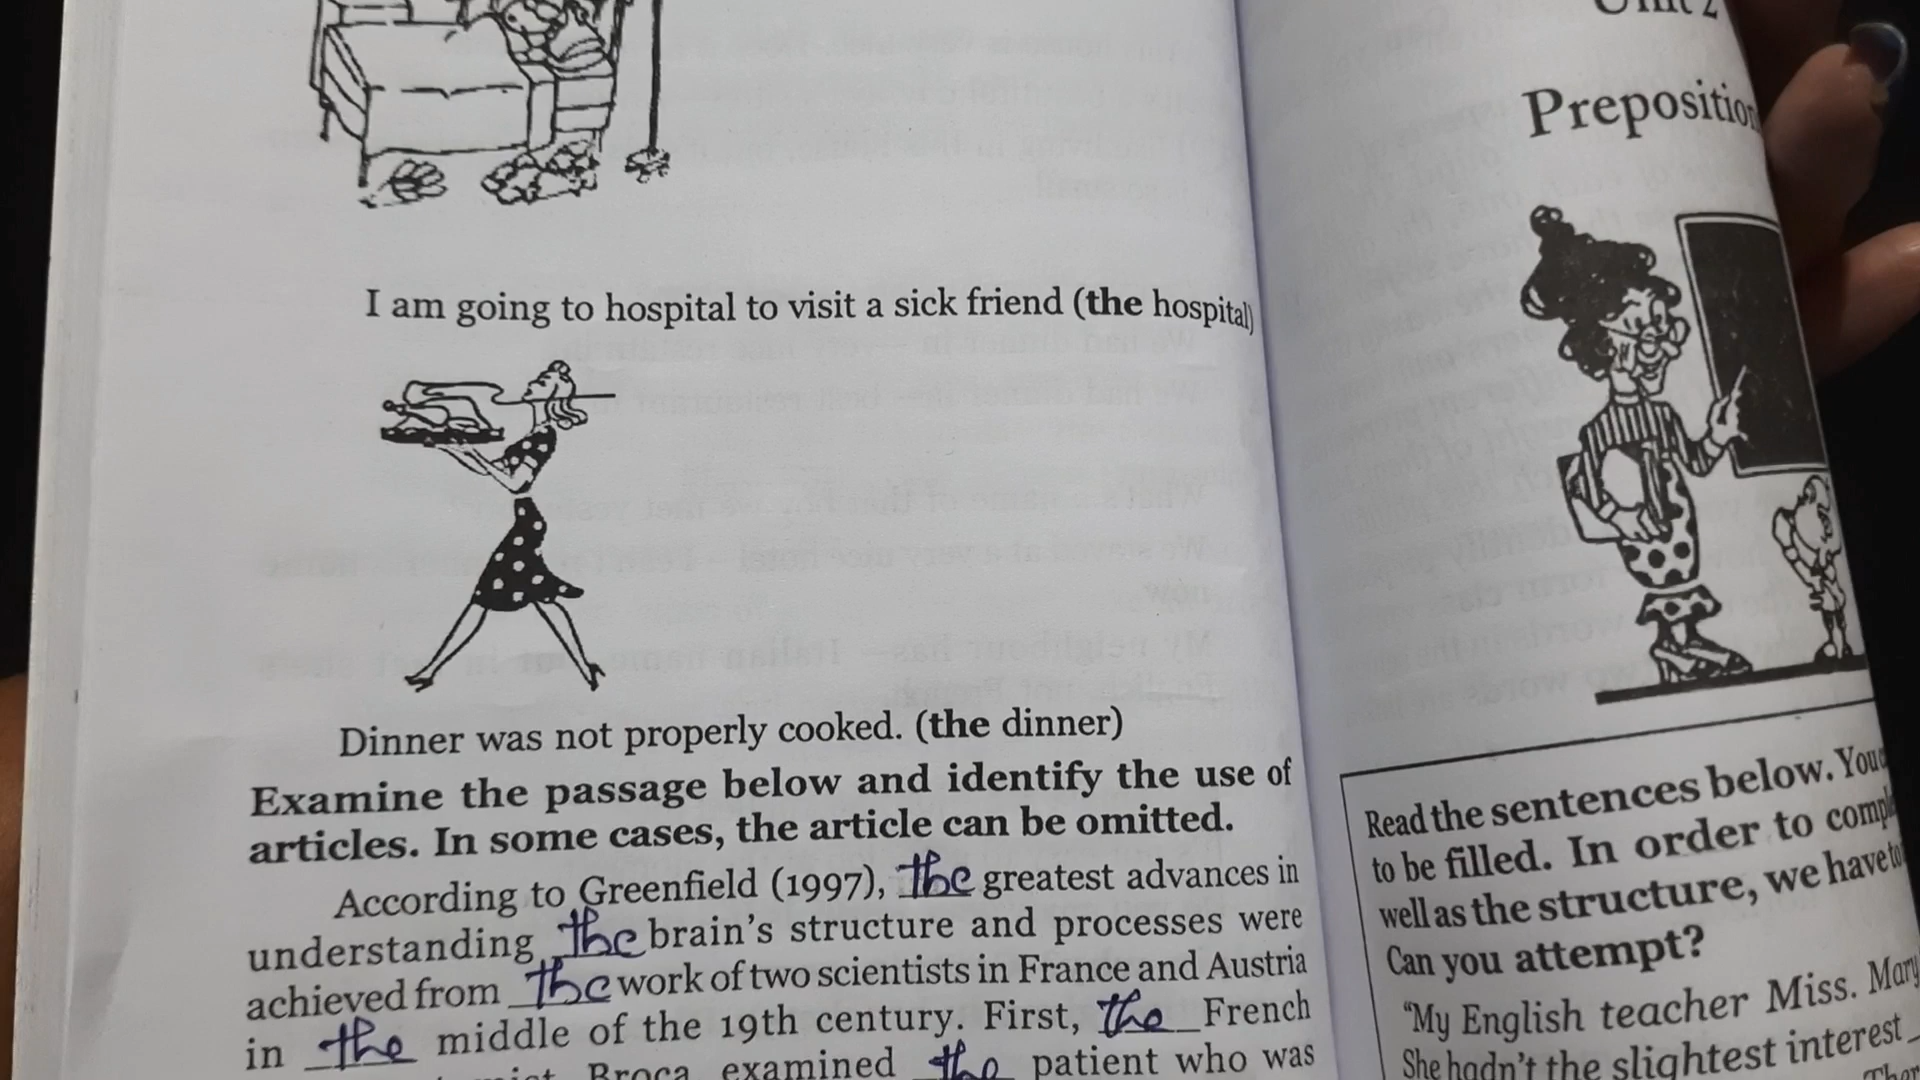 I am going to hospital to visit a sick friend (the hospital)
Dinner was not properly cooked. (the dinner)
Examine the passage below and identify the use of
articles. In some cases, the article can be omitted.
According to Greenfield (1997), the greatest advances in
understanding the brain's structure and processes were
achieved from the work of two scientists in France and Austria
in the middle of the 19th century. First, the French
Broca examined the patient who was
Unit 2
Preposition
Read the sentences below. You
to be filled. In order to
well as the structure, we have to
Can you attempt?
"My English teacher Miss. Mary
She hadn't the slightest interest